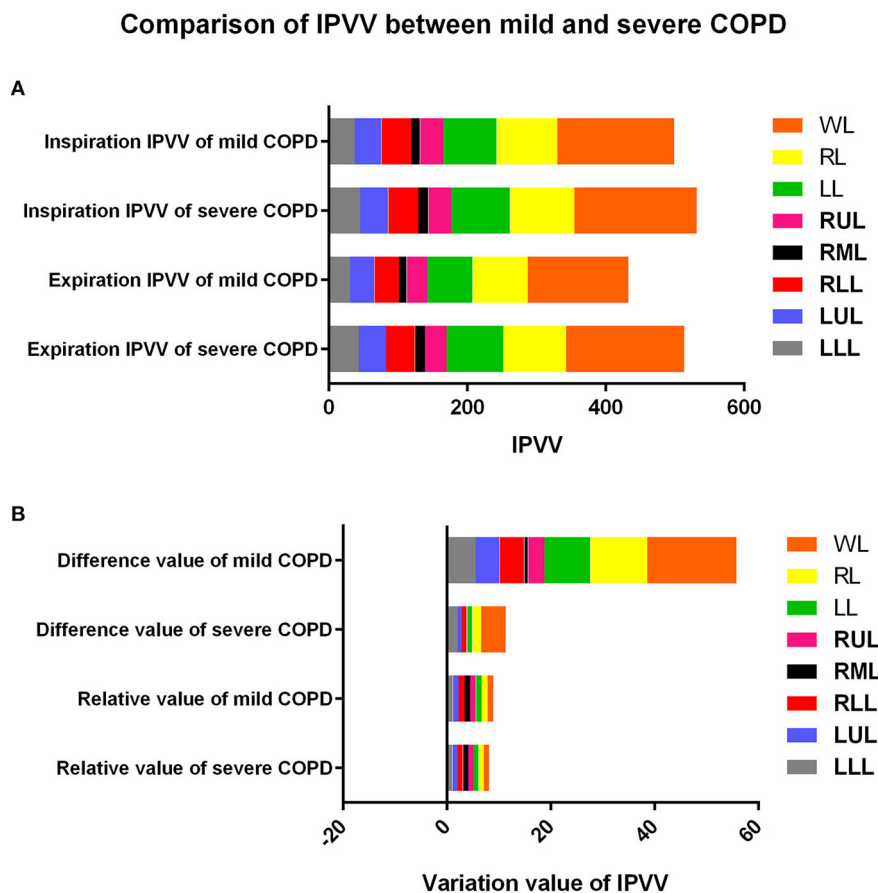 Comparison of IPVV between mild and severe COPD
A
Inspiration IPVV of mild COPD
Inspiration IPVV of severe COPD
Expiration IPVV of mild COPD
Expiration IPVV of severe COPD
0 200 400 600
IPVV
WL
RL
LL
RUL
RML
RLL
LUL
LLL
B
Difference value of mild COPD
Difference value of severe COPD
Relative value of mild COPD
Relative value of severe COPD
-20 0 20 40 60
Variation value of IPVV
WL
RL
LL
RUL
RML
RLL
LUL
LLL